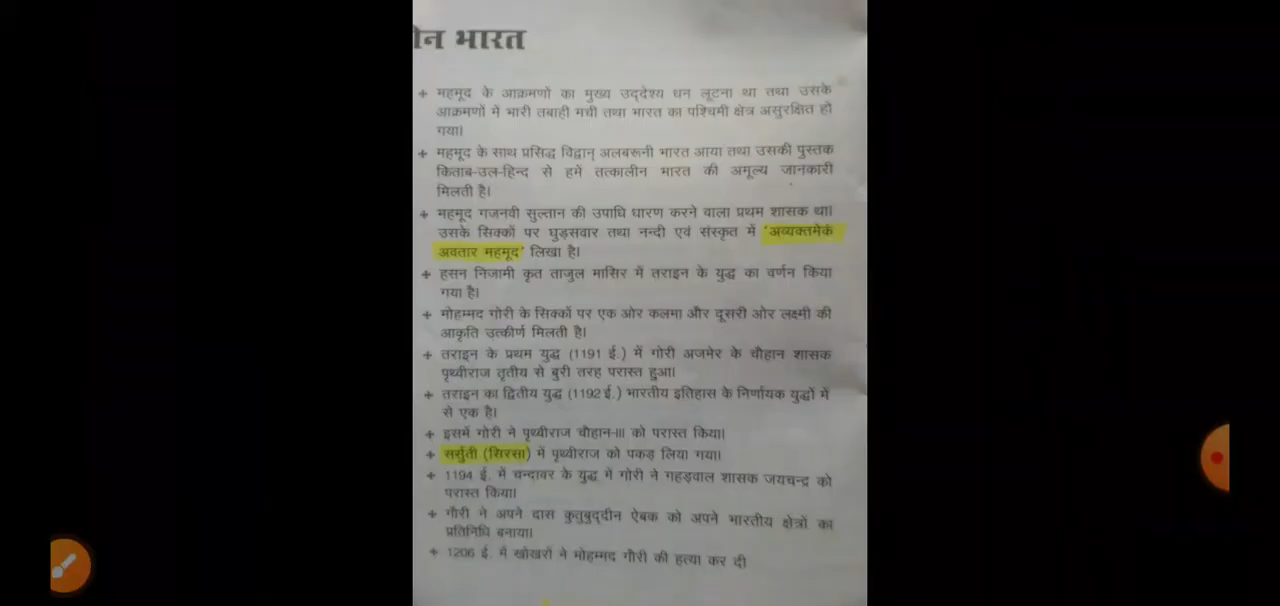 ीन भारत
+ महमूद के आक्रमणों का मुख्य उद्देश्य धन लूटना था तथा उसके
आक्रमणों में भारी तबाही मची तथा भारत का पश्चिमी क्षेत्र असुरक्षित हो
गया।
+ महमूद के साथ प्रसिद्ध विद्वान् अलबरूनी भारत आया तथा उसकी पुस्तक
किताब-उल-हिन्द से हमें तत्कालीन भारत की अमूल्य जानकारी
मिलती है।
+ महमूद गजनवी सुल्तान की उपाधि धारण करने वाला प्रथम शासक था।
उसके सिक्कों पर घुड़सवार तथा नन्दी एवं संस्कृत में 'अव्यक्तमेंकं
अवतार महमूद' लिखा है।
+ हसन निजामी कृत ताजुल मासिर में तराइन के युद्ध का वर्णन किया
गया है।
+ मोहम्मद गोरी के सिक्कों पर एक ओर कलमा और दूसरी ओर लक्ष्मी की
आकृति उत्कीर्ण मिलती है।
+ तराइन के प्रथम युद्ध (1191 ई.) में गोरी अजमेर के चौहान शासक
पृथ्वीराज तृतीय से बुरी तरह परास्त हुआ।
+ तराइन का द्वितीय युद्ध (1192 ई.) भारतीय इतिहास के निर्णायक युद्धों में
से एक है।
+ इसमें गोरी ने पृथ्वीराज चौहान-III को परास्त किया।
+ सर्सुती (सिरसा) में पृथ्वीराज को पकड़ लिया गया।
+ 1194 ई. में चन्दावर के युद्ध में गोरी ने गहड़वाल शासक जयचन्द्र को
परास्त किया।
+ गौरी ने अपने दास कुतुबुद्दीन ऐबक को अपने भारतीय क्षेत्रों का
प्रतिनिधि बनाया।
+ 1206 ई. में खोखरों ने मोहम्मद गौरी की हत्या कर दी